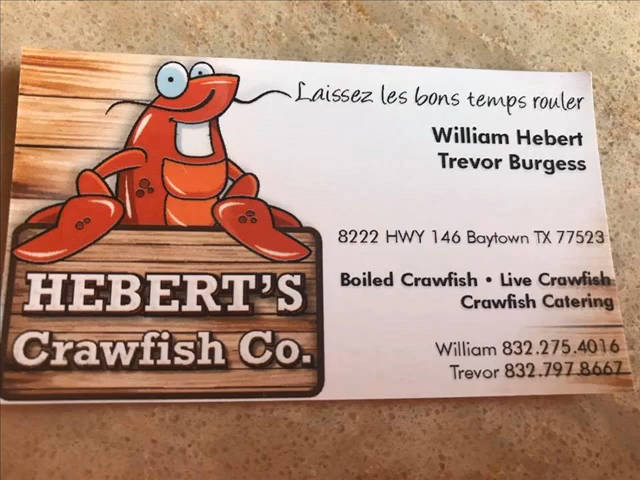 Laissez les bons temps rouler
William Hebert
Trevor Burgess
8222 HWY 146 Baytown TX 77523
Boiled Crawfish • Live Crawfish
Crawfish Catering
William 832.275.4016
Trevor 832.797.8667
HEBERT'S
Crawfish Co.